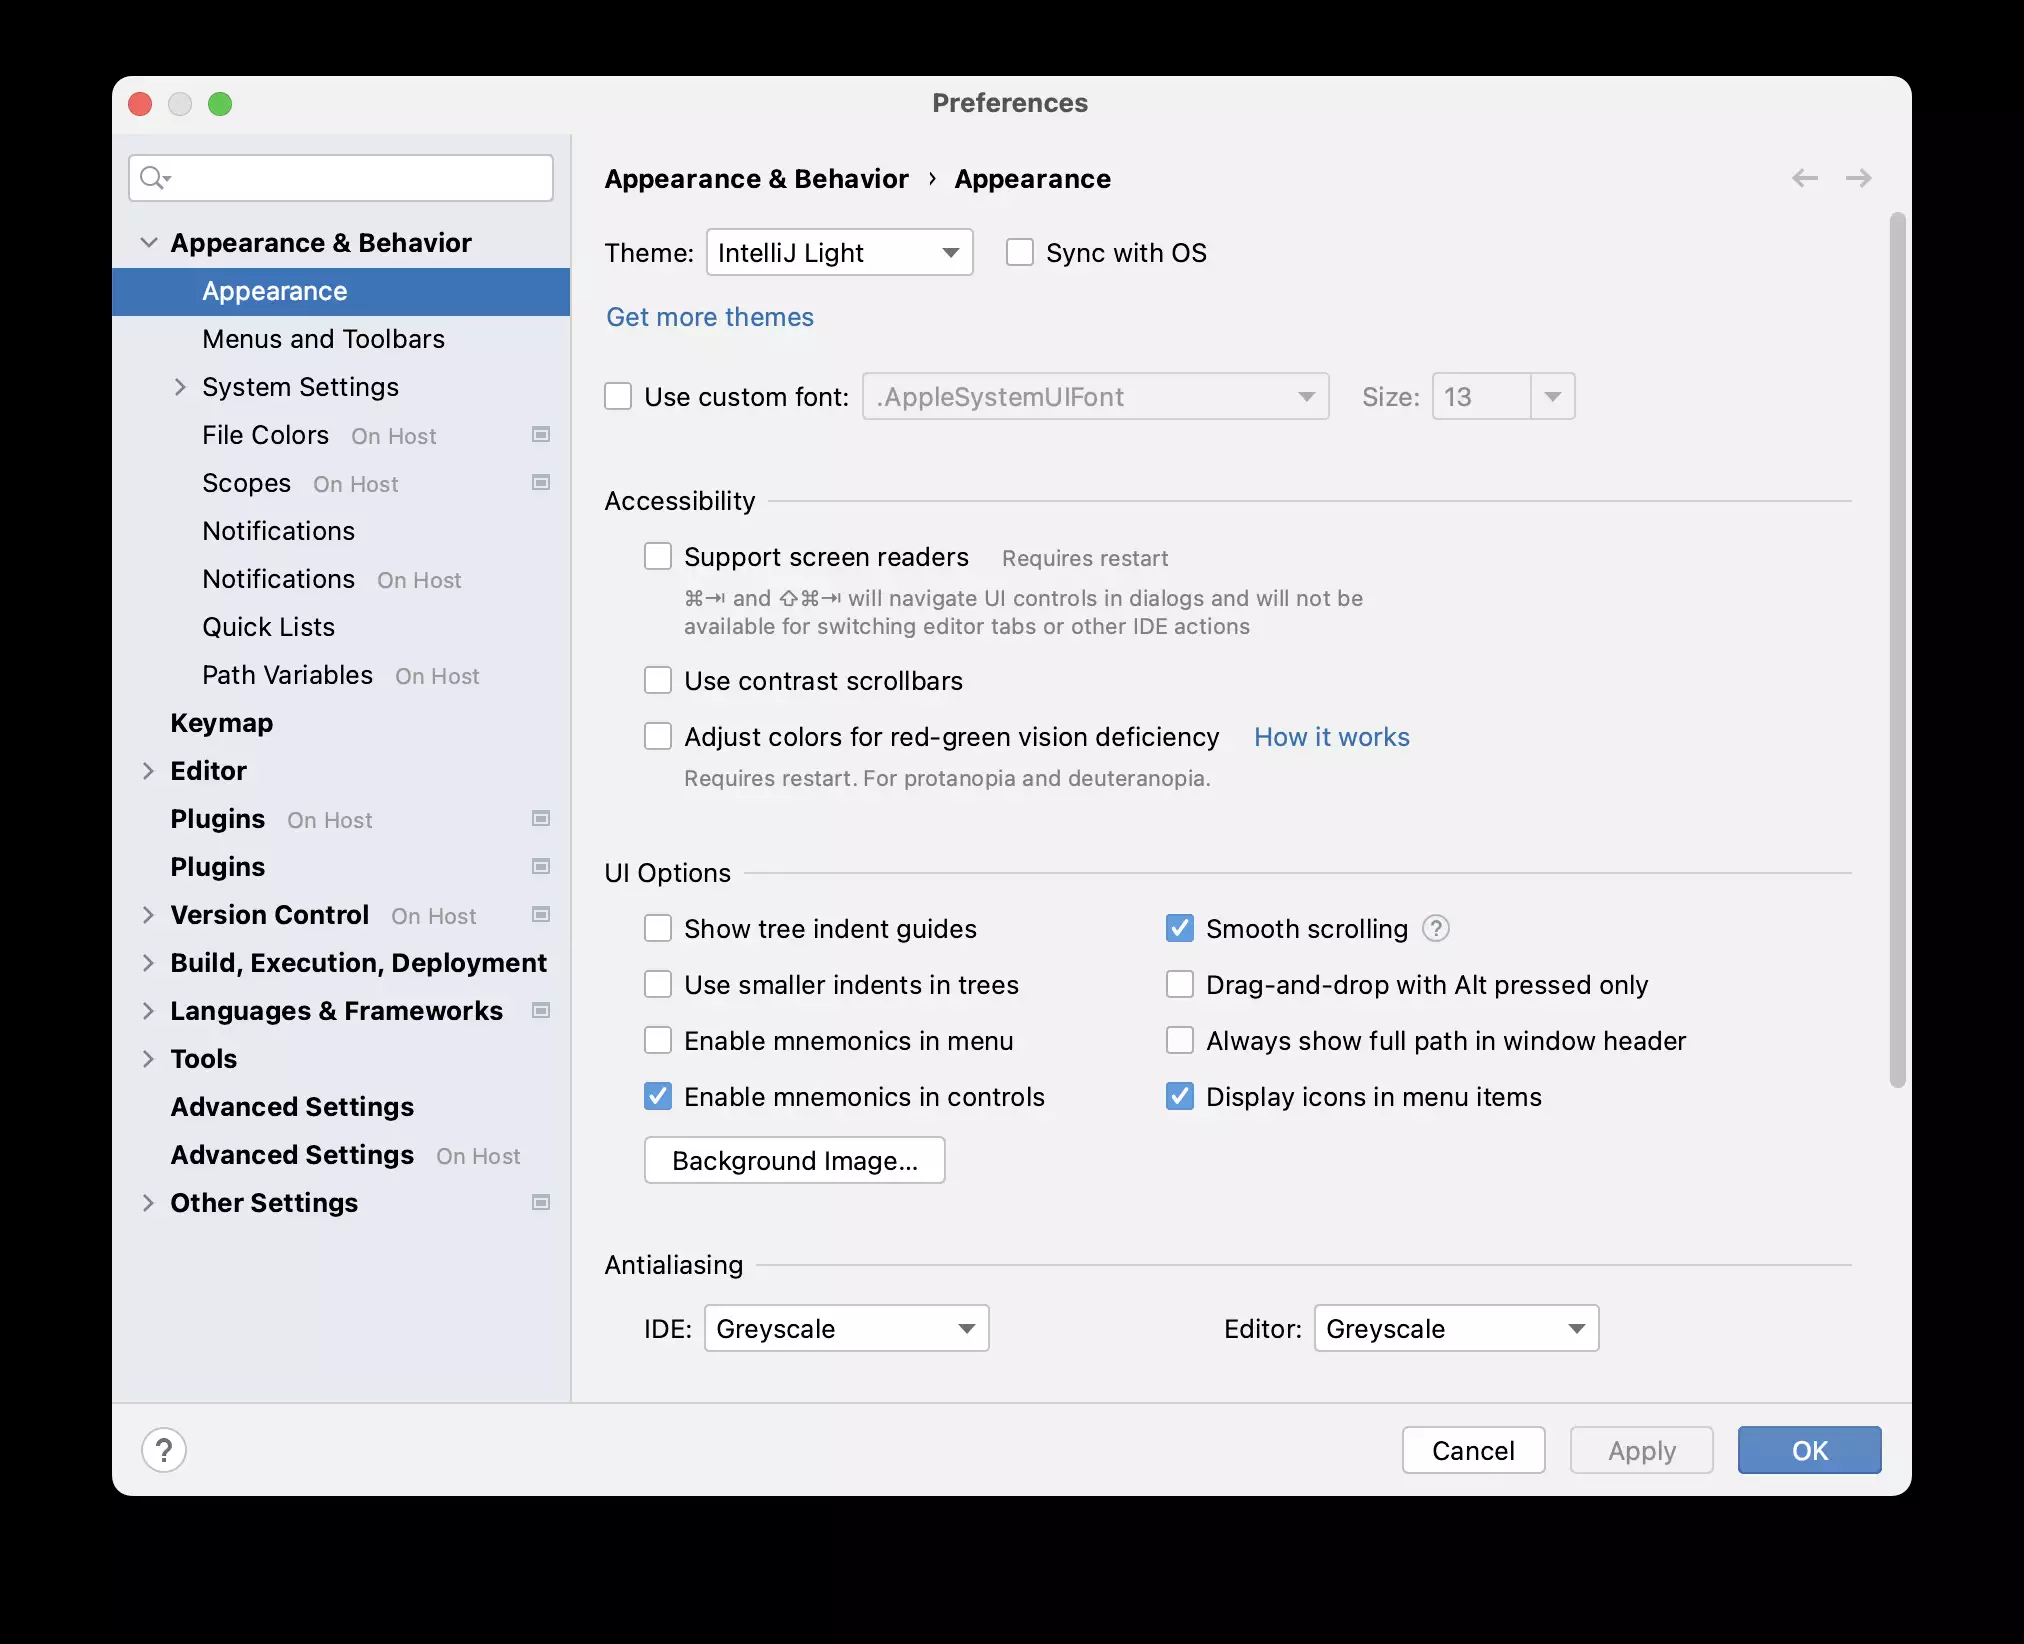 Preferences
Appearance & Behavior
Appearance
Menus and Toolbars
System Settings
File Colors On Host
Scopes On Host
Notifications
Notifications On Host
Quick Lists
Path Variables On Host
Keymap
Editor
Plugins On Host
Plugins
Version Control On Host
Build, Execution, Deployment
Languages & Frameworks
Tools
Advanced Settings
Advanced Settings On Host
Other Settings
Appearance & Behavior › Appearance
Theme: IntelliJ Light Sync with OS
Get more themes
Use custom font: .AppleSystemUIFont Size: 13
Accessibility
Support screen readers Requires restart
⌘⇥ and ⇧⌘⇥ will navigate UI controls in dialogs and will not be
available for switching editor tabs or other IDE actions
Use contrast scrollbars
Adjust colors for red-green vision deficiency How it works
Requires restart. For protanopia and deuteranopia.
UI Options
Show tree indent guides Smooth scrolling ?
Use smaller indents in trees Drag-and-drop with Alt pressed only
Enable mnemonics in menu Always show full path in window header
Enable mnemonics in controls Display icons in menu items
Background Image...
Antialiasing
IDE: Greyscale Editor: Greyscale
? Cancel Apply OK